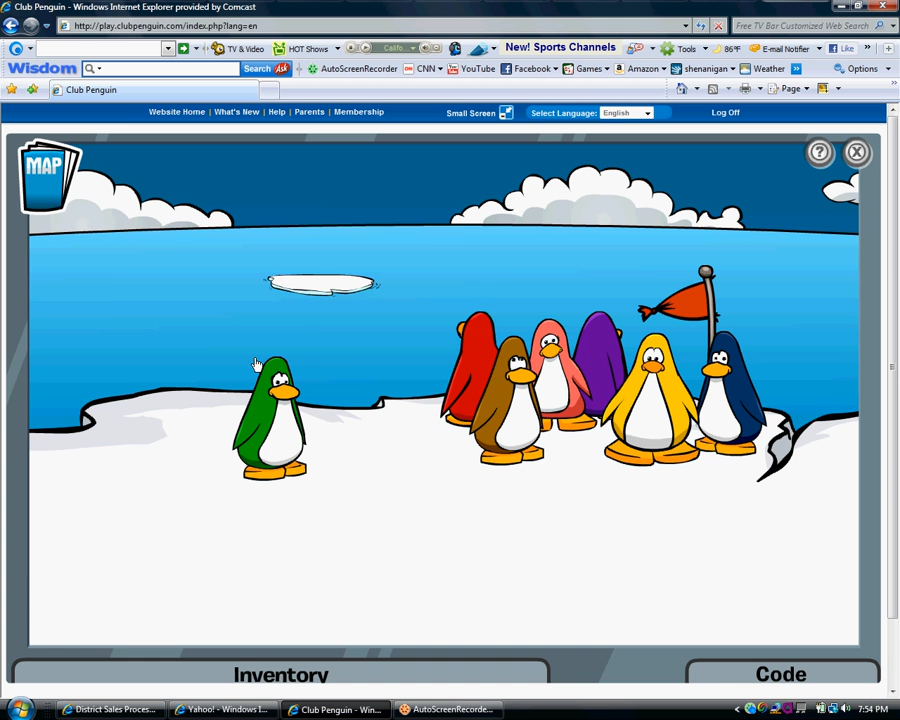 Club Penguin - Windows Internet Explorer provided by Comcast
http://play.clubpenguin.com/index.php?lang=en
Free TV Bar Customized Web Search
TV & Video HOT Shows Califo New! Sports Channels Tools 86°F E-mail Notifier Like
Wisdom Search Ask AutoScreenRecorder CNN YouTube Facebook Games Amazon shenanigan Weather Options
Club Penguin Page
Website Home | What's New | Help | Parents | Membership Small Screen Select Language: English Log Off
MAP
? X
Inventory Code
District Sales Proces... Yahoo! - Windows I... Club Penguin - Win... AutoScreenRecorde... 7:54 PM